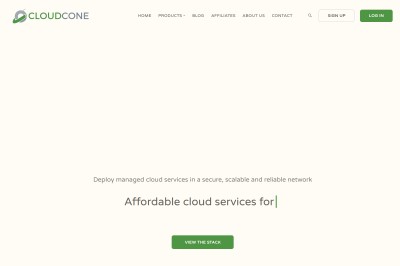 CLOUDCONE
HOME PRODUCTS BLOG AFFILIATES ABOUT US CONTACT SIGN UP LOG IN
Deploy managed cloud services in a secure, scalable and reliable network
Affordable cloud services for
VIEW THE STACK